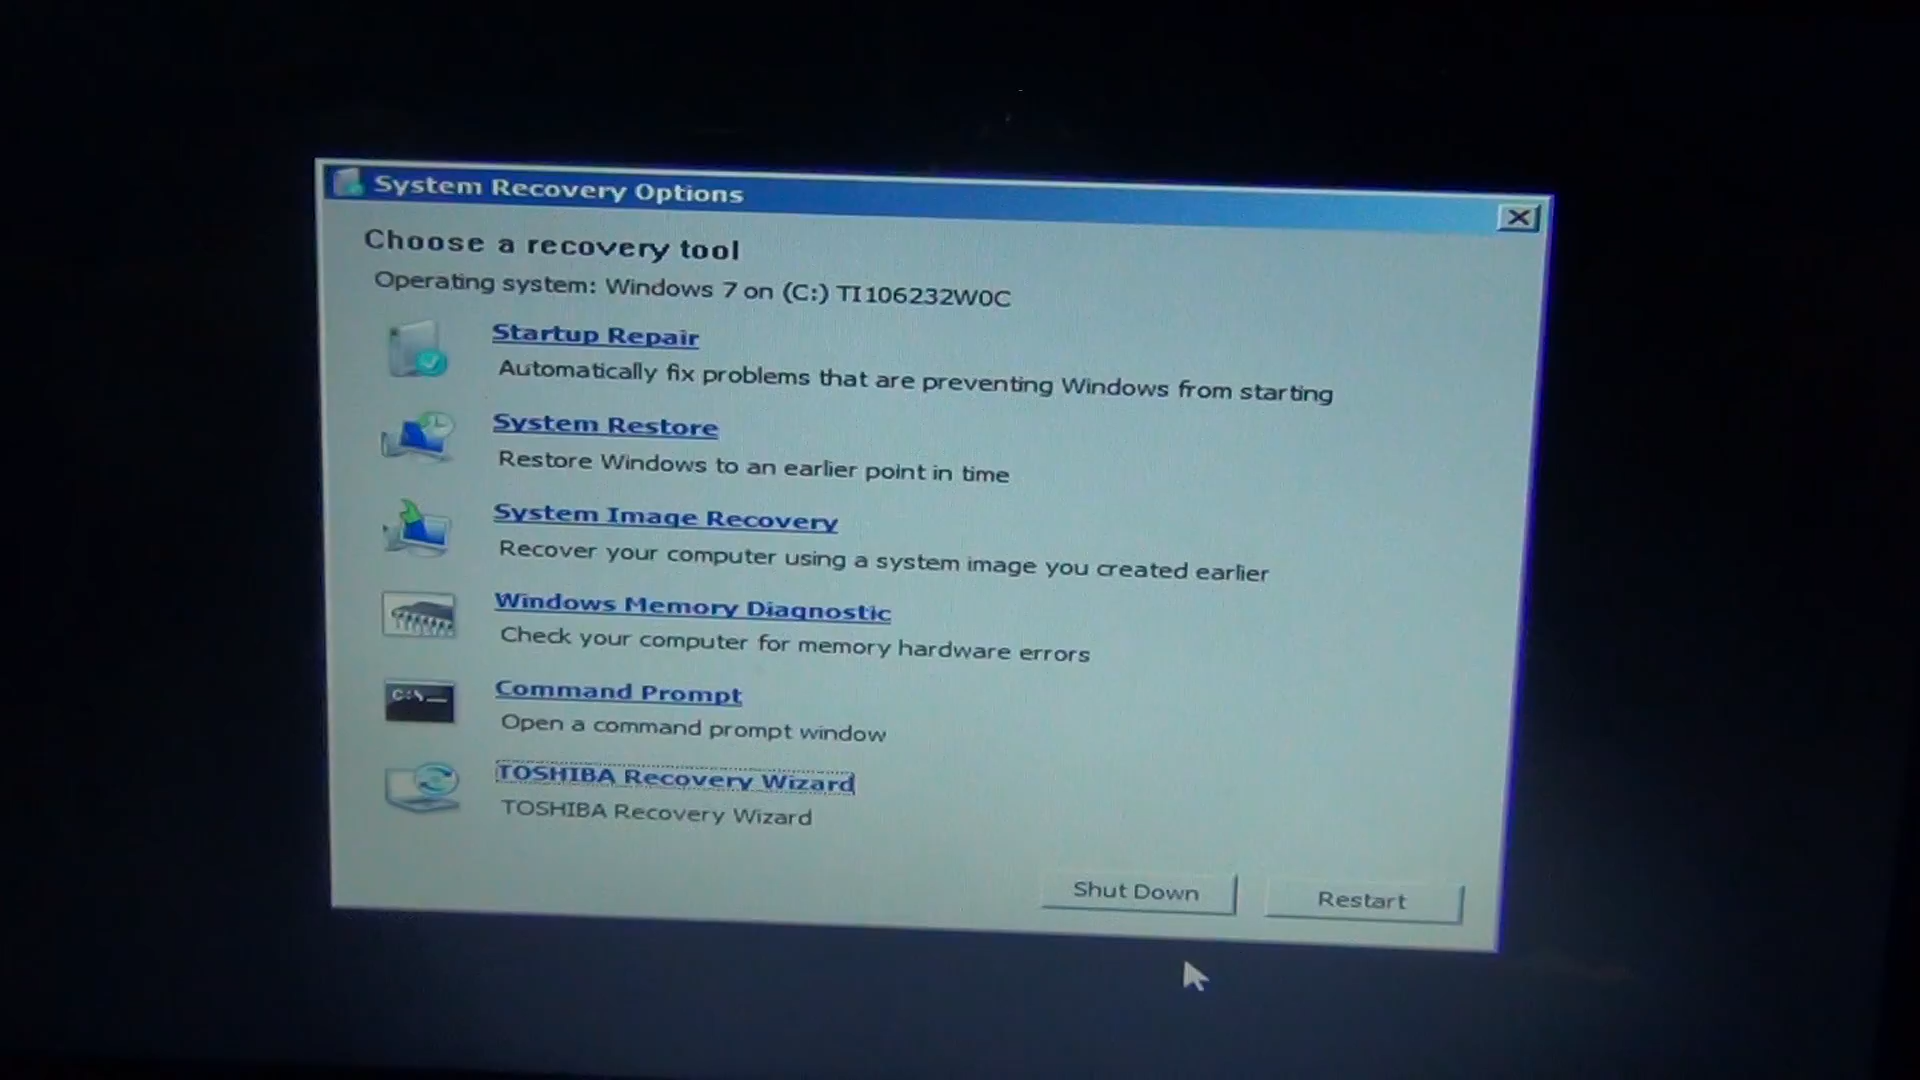 System Recovery Options
Choose a recovery tool
Operating system: Windows 7 on (C:) TI106232W0C
Startup Repair
Automatically fix problems that are preventing Windows from starting
System Restore
Restore Windows to an earlier point in time
System Image Recovery
Recover your computer using a system image you created earlier
Windows Memory Diagnostic
Check your computer for memory hardware errors
C:\_
Command Prompt
Open a command prompt window
TOSHIBA Recovery Wizard
TOSHIBA Recovery Wizard
Shut Down
Restart